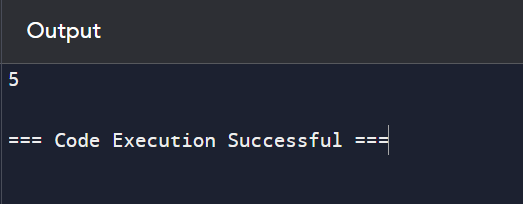 Output
5
=== Code Execution Successful ===